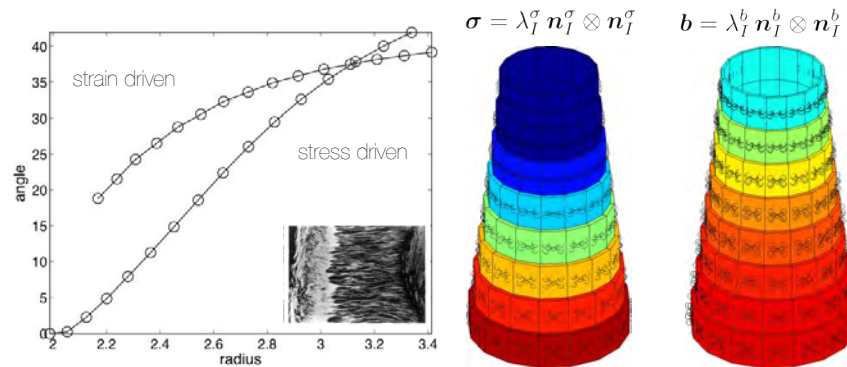 σ = λ_I^σ n_I^σ ⊗ n_I^σ
b = λ_I^b n_I^b ⊗ n_I^b
strain driven
stress driven
angle
40
35
30
25
20
15
10
5
0
2
2.2
2.4
2.6
2.8
3
3.2
3.4
radius